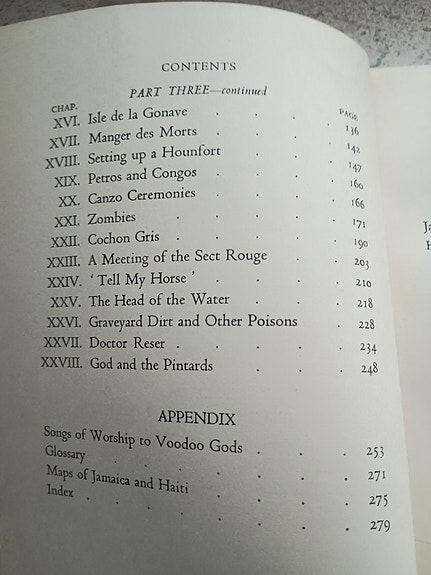 CONTENTS
PART THREE—continued
CHAP. PAGE
XVI. Isle de la Gonave . . . . 136
XVII. Manger des Morts . . . . 142
XVIII. Setting up a Hounfort . . . 147
XIX. Petros and Congos . . . . 160
XX. Canzo Ceremonies . . . . 166
XXI. Zombies . . . . . 171
XXII. Cochon Gris . . . . . 190
XXIII. A Meeting of the Sect Rouge . . 203
XXIV. ‘ Tell My Horse ’ . . . . 210
XXV. The Head of the Water . . . 218
XXVI. Graveyard Dirt and Other Poisons . 228
XXVII. Doctor Reser . . . . . 234
XXVIII. God and the Pintards . . . 248
APPENDIX
Songs of Worship to Voodoo Gods . . . 253
Glossary . . . . . . 271
Maps of Jamaica and Haiti . . . . 275
Index . . . . . . 279